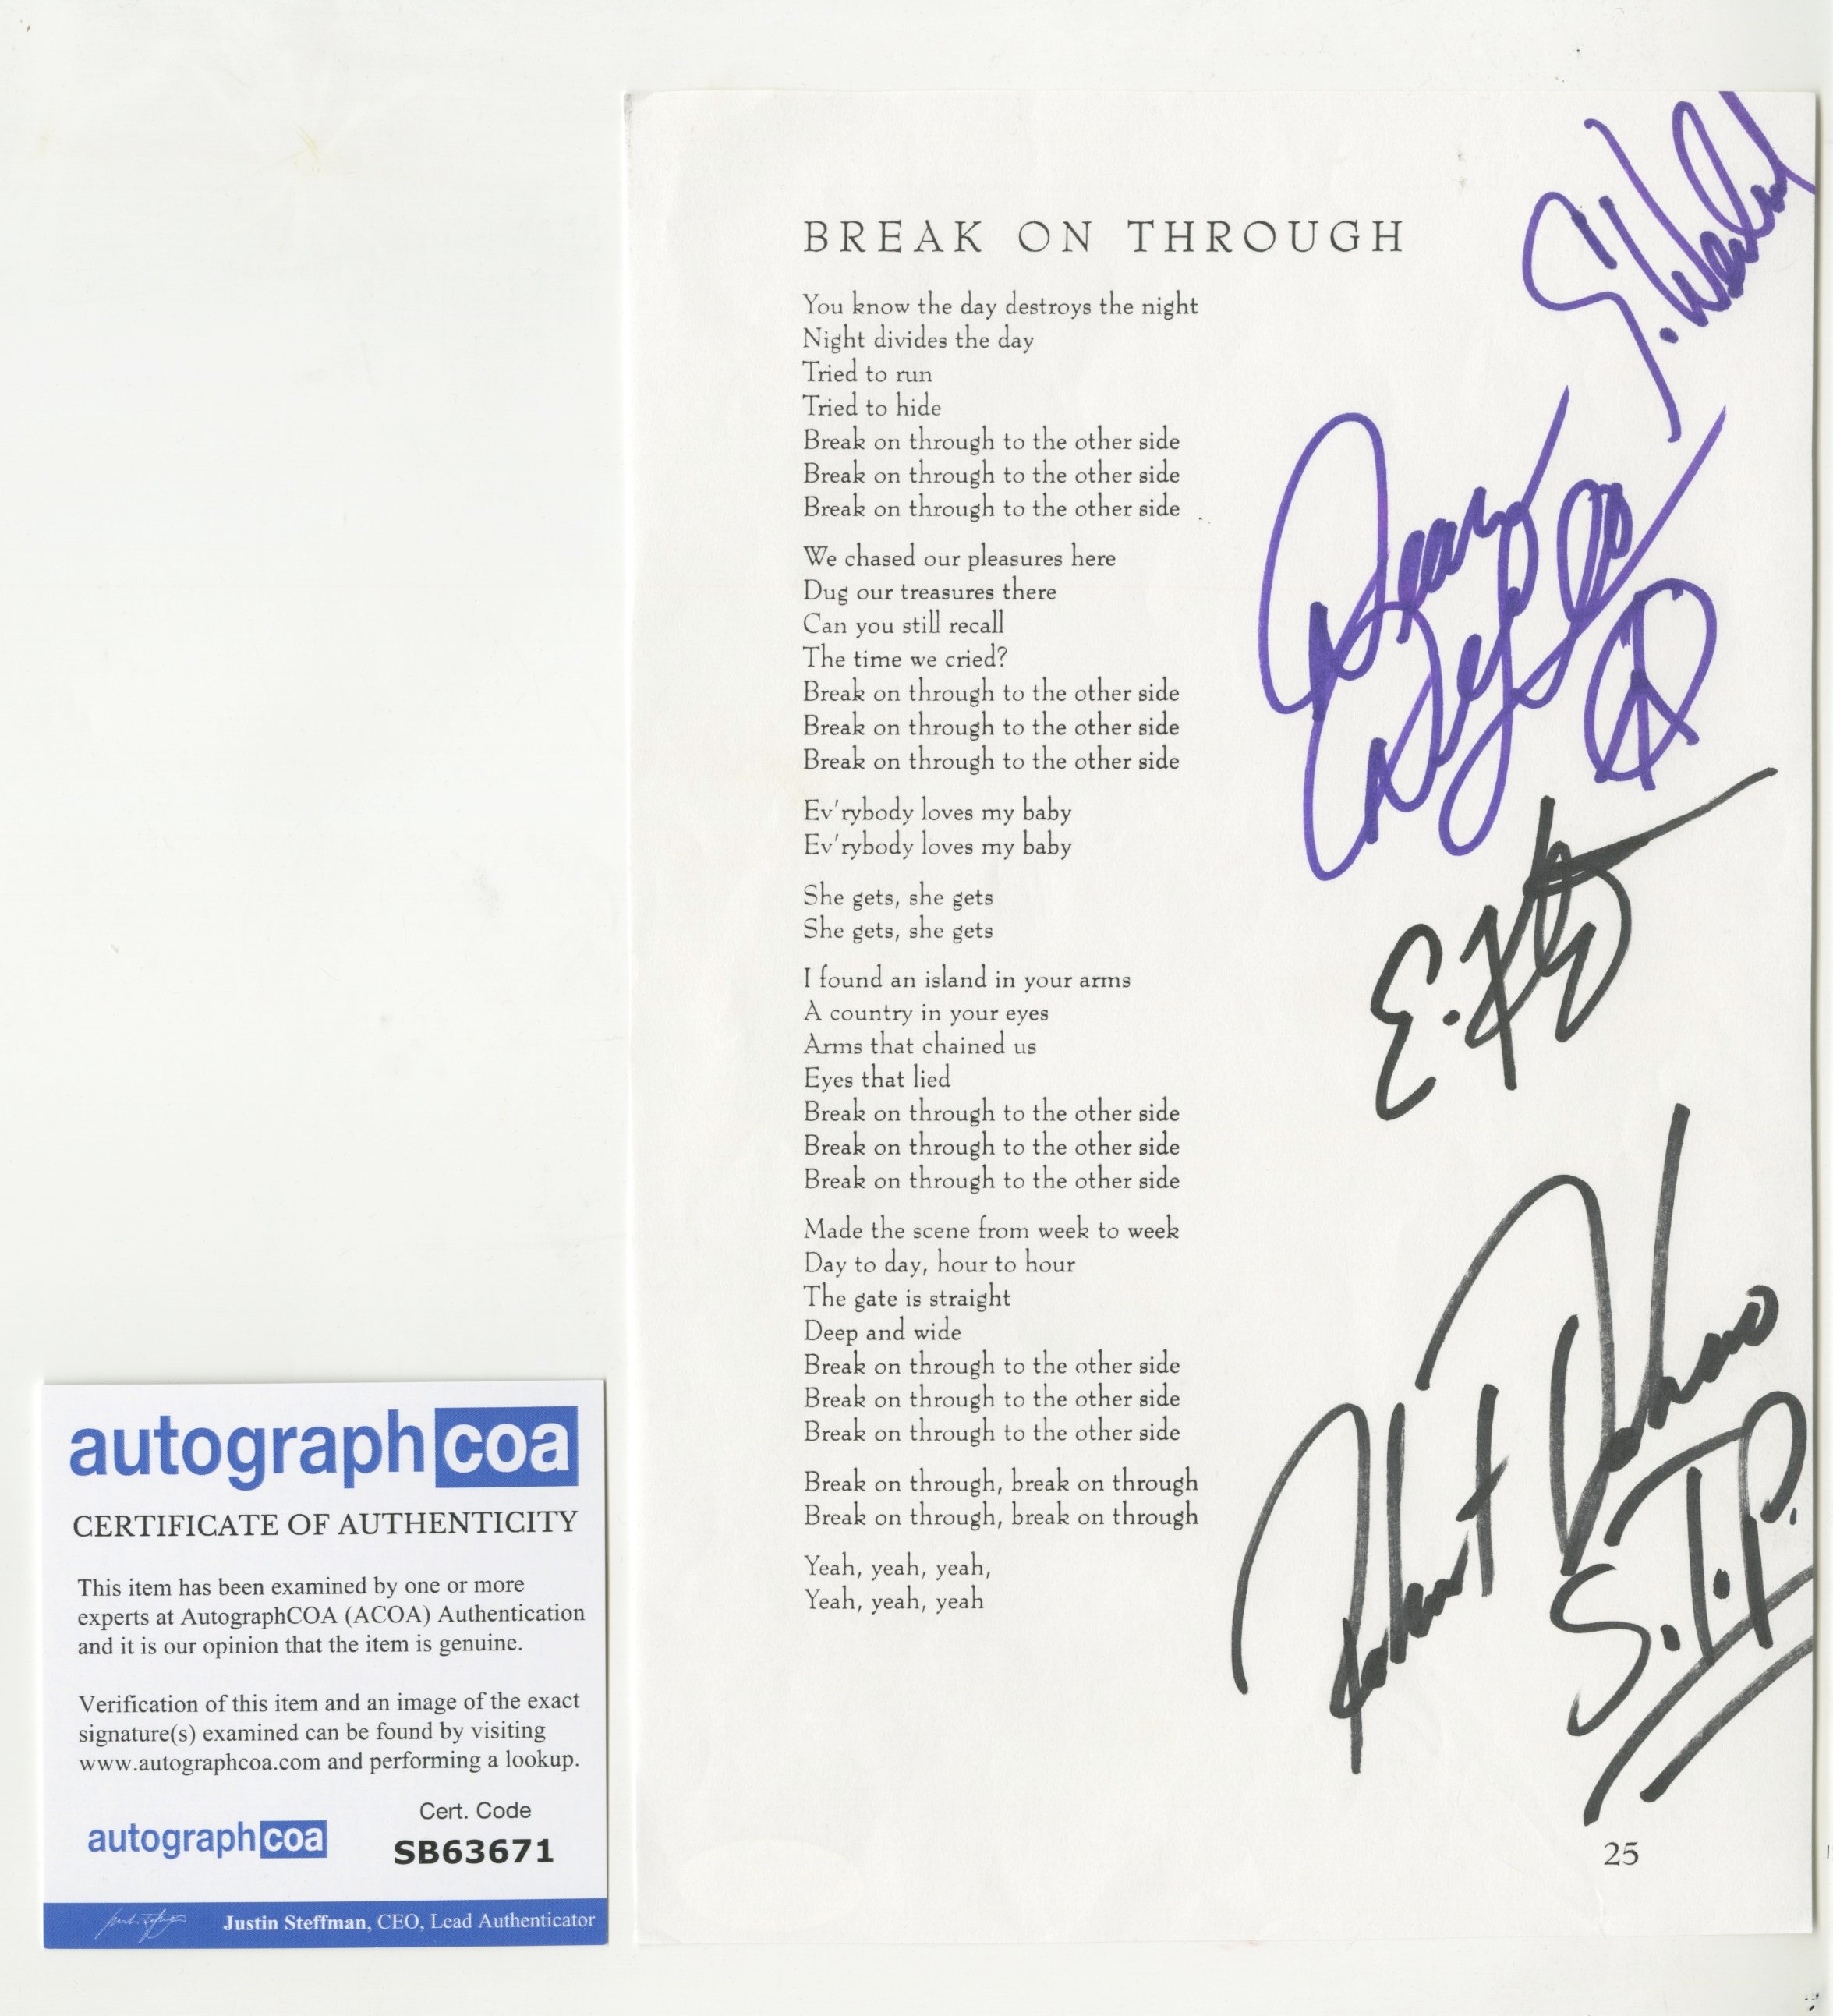 BREAK ON THROUGH
You know the day destroys the night
Night divides the day
Tried to run
Tried to hide
Break on through to the other side
Break on through to the other side
Break on through to the other side
We chased our pleasures here
Dug our treasures there
Can you still recall
The time we cried?
Break on through to the other side
Break on through to the other side
Break on through to the other side
Ev'rybody loves my baby
Ev'rybody loves my baby
She gets, she gets
She gets, she gets
I found an island in your arms
A country in your eyes
Arms that chained us
Eyes that lied
Break on through to the other side
Break on through to the other side
Break on through to the other side
Made the scene from week to week
Day to day, hour to hour
The gate is straight
Deep and wide
Break on through to the other side
Break on through to the other side
Break on through to the other side
Break on through, break on through
Break on through, break on through
Yeah, yeah, yeah,
Yeah, yeah, yeah
25
Dean
DeLeo
E.
Robert DeLeo
S.T.P.
autograph coa
CERTIFICATE OF AUTHENTICITY
This item has been examined by one or more
experts at AutographCOA (ACOA) Authentication
and it is our opinion that the item is genuine.
Verification of this item and an image of the exact
signature(s) examined can be found by visiting
www.autographcoa.com and performing a lookup.
autograph coa
Cert. Code
SB63671
Justin Steffman, CEO, Lead Authenticator